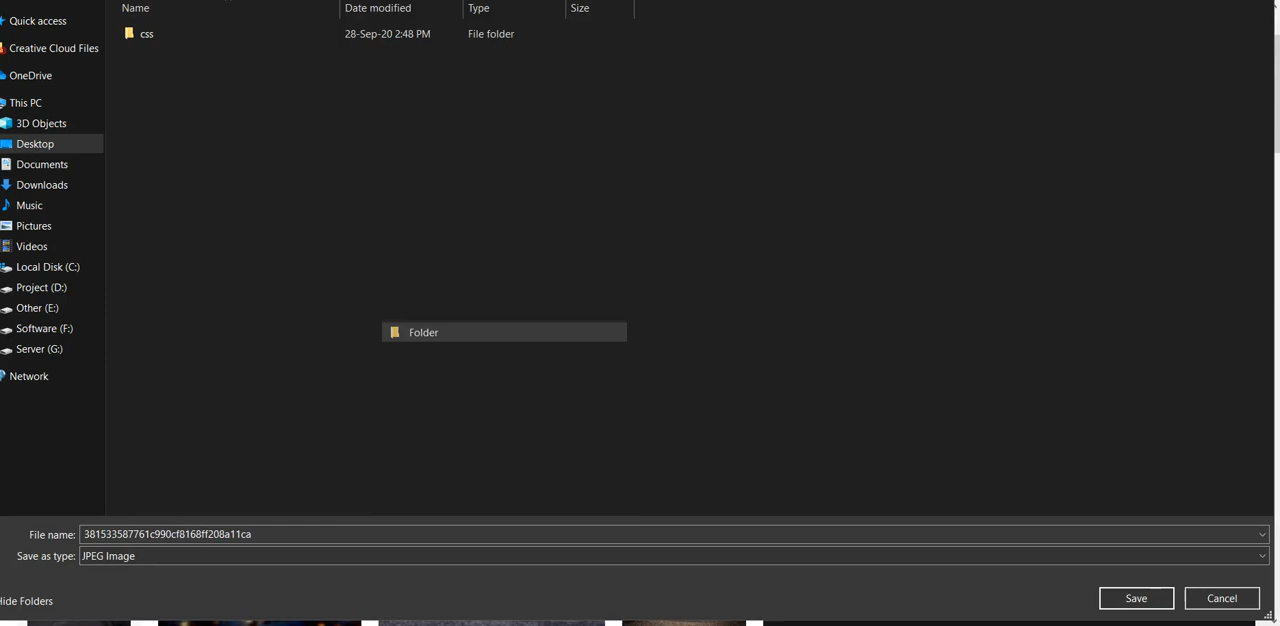 Name Date modified Type Size
Quick access
css 28-Sep-20 2:48 PM File folder
Creative Cloud Files
OneDrive
This PC
3D Objects
Desktop
Documents
Downloads
Music
Pictures
Videos
Local Disk (C:)
Project (D:)
Other (E:)
Software (F:)
Server (G:)
Network
Folder
File name: 381533587761c990cf8168ff208a11ca
Save as type: JPEG Image
Hide Folders
Save Cancel